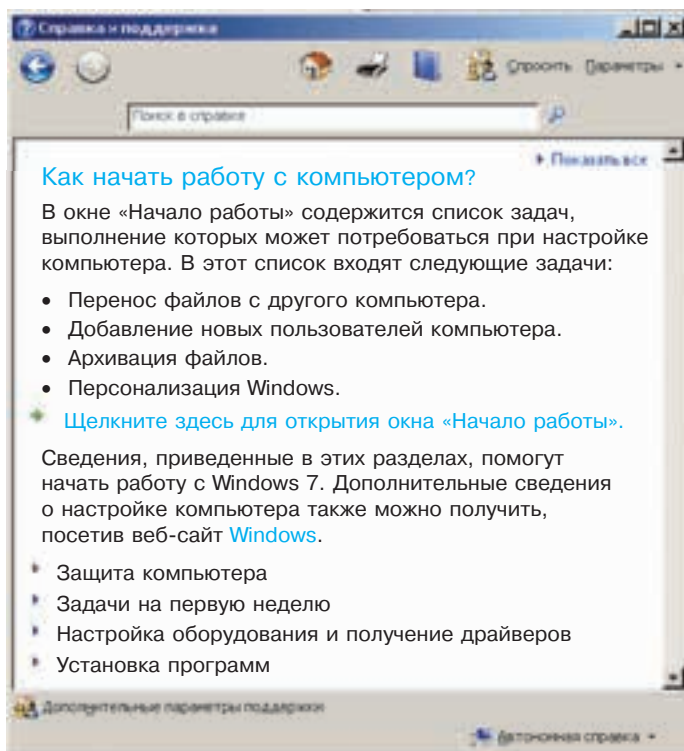 Справка и поддержка
Спросить Параметры
Поиск в справке
Показать все
Как начать работу с компьютером?
В окне «Начало работы» содержится список задач,
выполнение которых может потребоваться при настройке
компьютера. В этот список входят следующие задачи:
• Перенос файлов с другого компьютера.
• Добавление новых пользователей компьютера.
• Архивация файлов.
• Персонализация Windows.
Щелкните здесь для открытия окна «Начало работы».
Сведения, приведенные в этих разделах, помогут
начать работу с Windows 7. Дополнительные сведения
о настройке компьютера также можно получить,
посетив веб-сайт Windows.
Защита компьютера
Задачи на первую неделю
Настройка оборудования и получение драйверов
Установка программ
Дополнительные параметры поддержки
Автономная справка